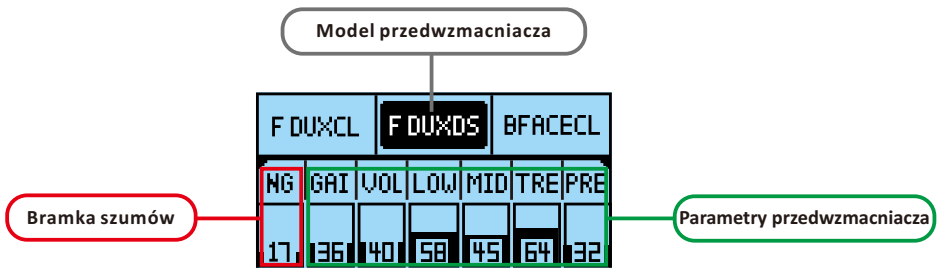 Model przedwzmacniacza
F DUXCL F DUXDS BFACECL
NG GAI VOL LOW MID TRE PRE
Bramka szumów
Parametry przedwzmacniacza
17 36 40 58 45 64 32